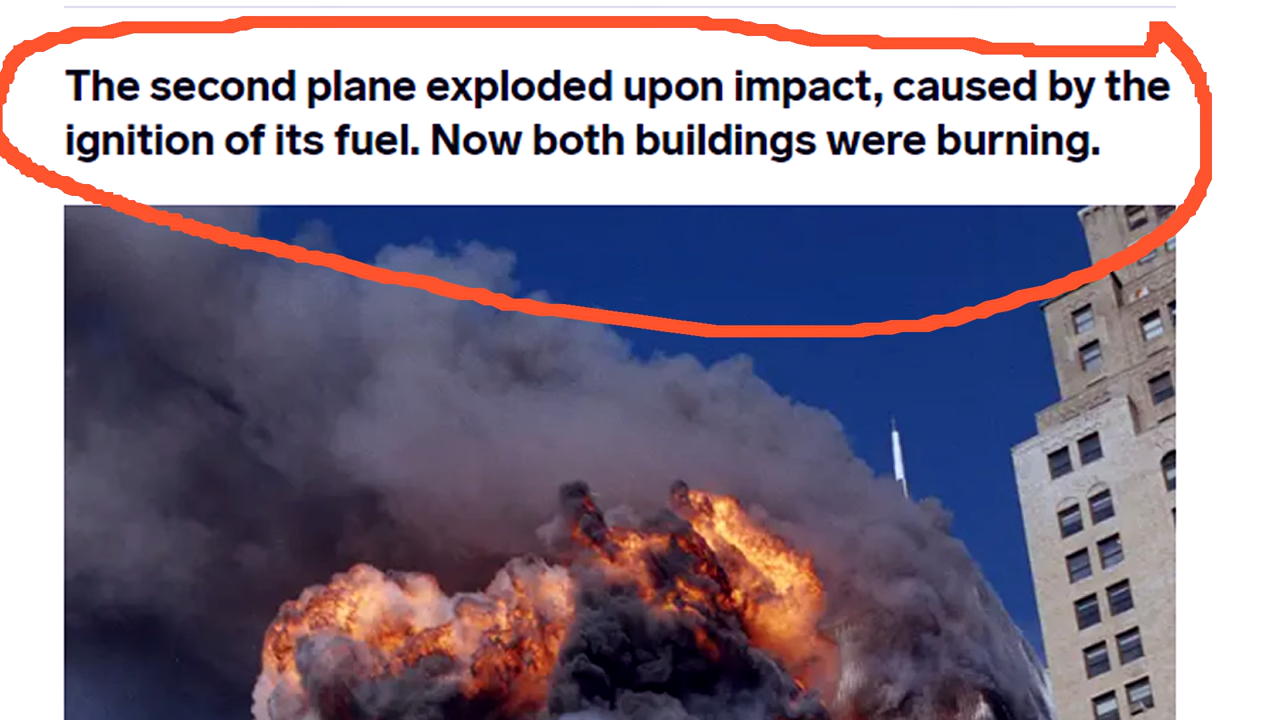 The second plane exploded upon impact, caused by the
ignition of its fuel. Now both buildings were burning.